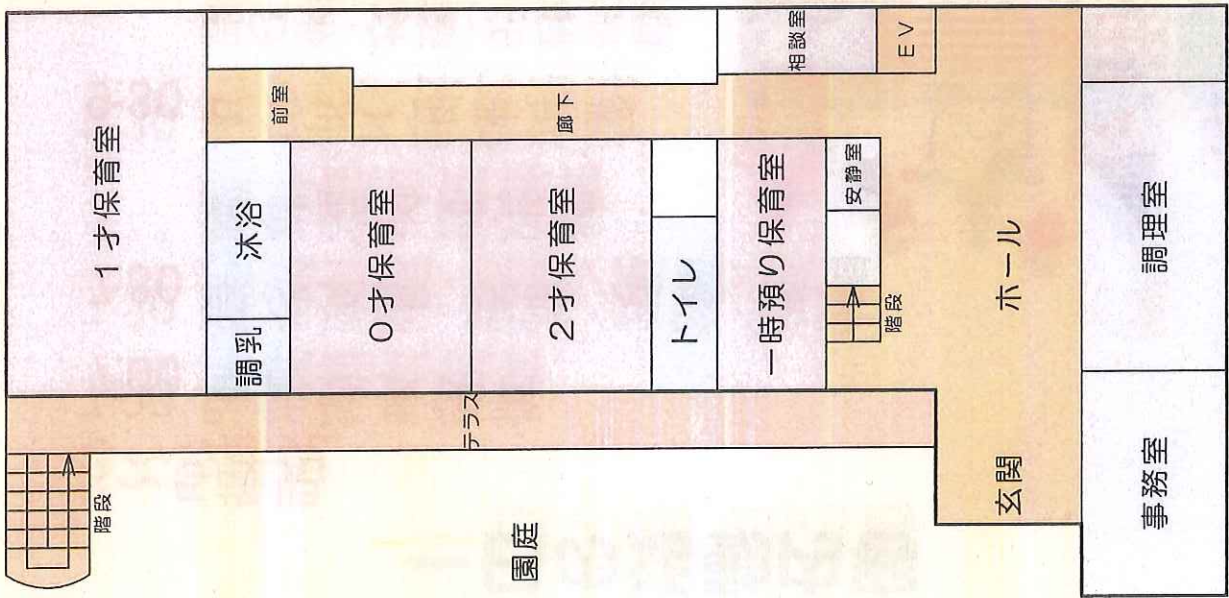 1才保育室
前室
沐浴
調乳
0才保育室
廊下
2才保育室
トイレ
相談室
EV
一時預り保育室
安静室
階段
ホール
調理室
事務室
玄関
テラス
階段
園庭